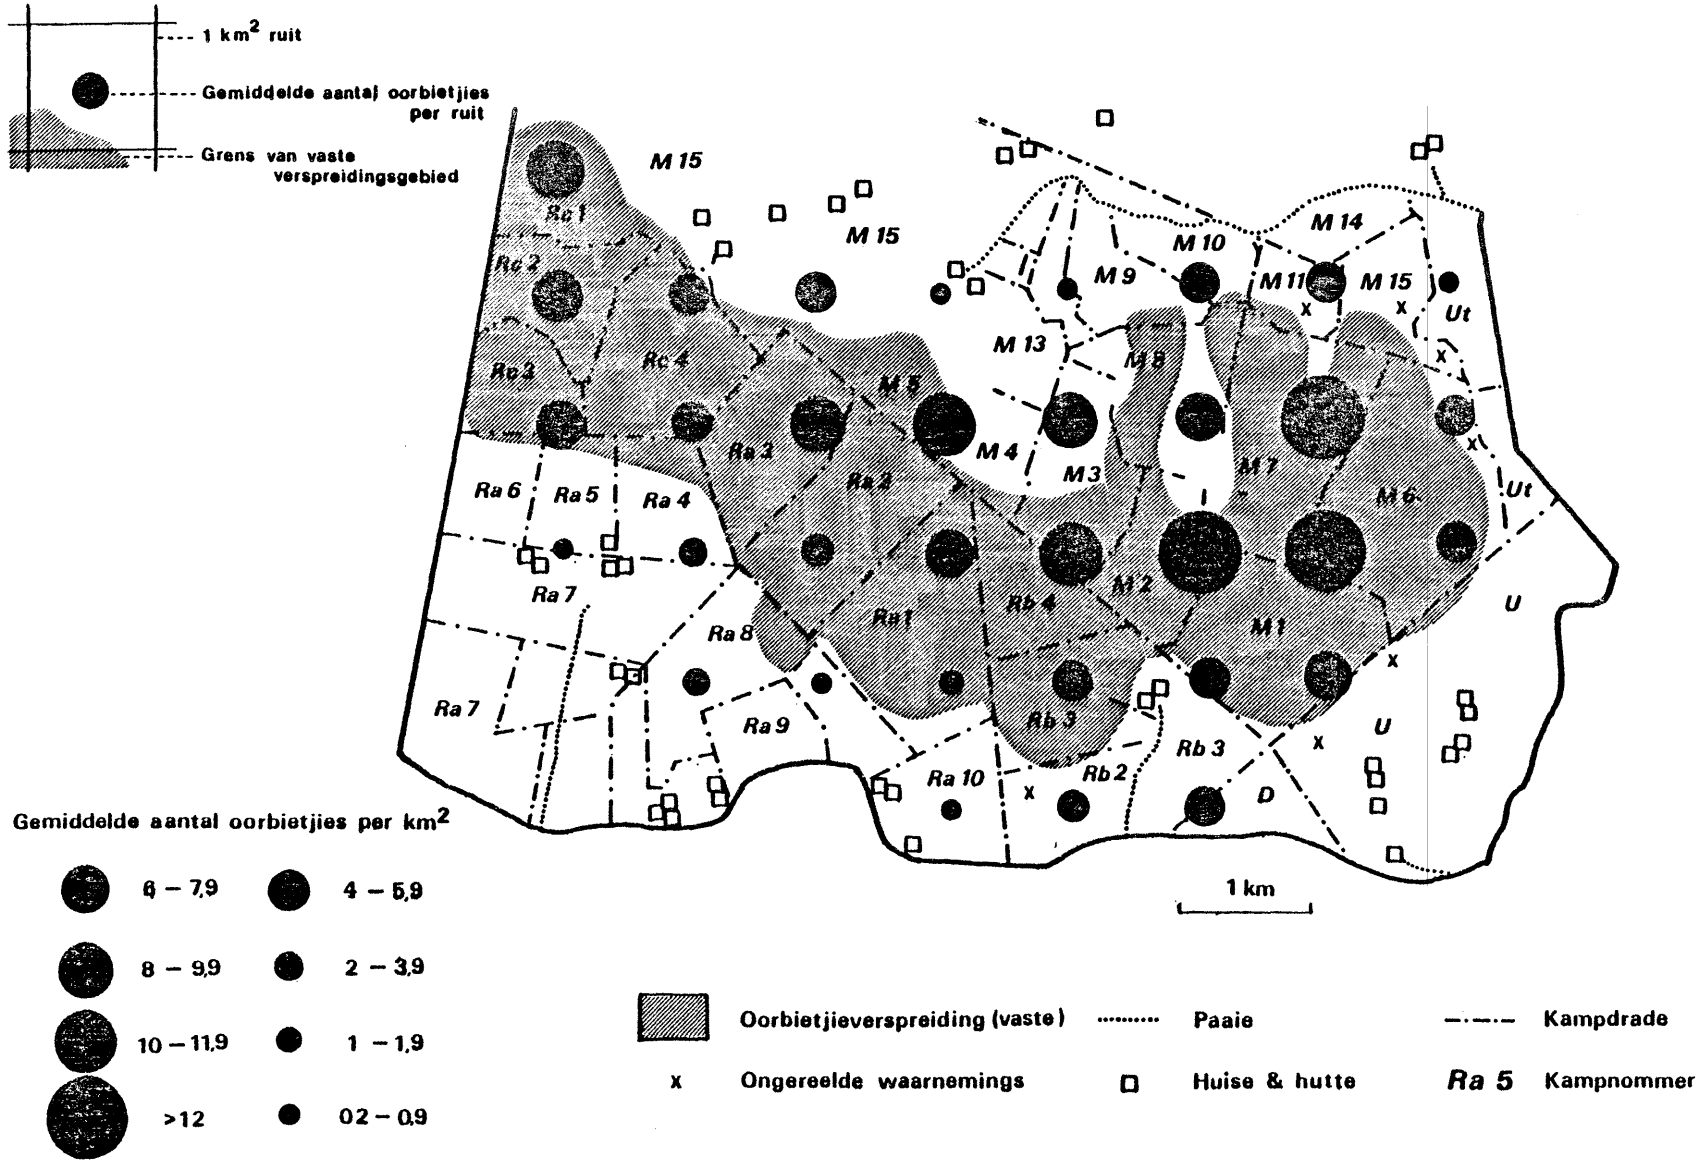 1 km² ruit
Gemiddelde aantal oorbietjies
per ruit
Grens van vaste
verspreidingsgebied
M 15
Rc 1
M 15
M 14
M 10
Rc 2
M 9
M 11
M 15
Ut
M 13
M 8
Rc 3
Rc 4
M 5
Ra 3
M 4
M 3
M 7
Ra 2
M 6
Ut
Ra 6
Ra 5
Ra 4
Ra 7
M 2
Rb 4
U
Ra 1
Ra 8
M 1
Ra 7
Ra 9
Rb 3
U
Rb 3
Ra 10
Rb 2
D
1 km
Gemiddelde aantal oorbietjies per km²
6 – 7,9 4 – 5,9
8 – 9,9 2 – 3,9
10 – 11,9 1 – 1,9
>12 02 – 0,9
Oorbietjieverspreiding (vaste) Paaie Kampdrade
x Ongereelde waarnemings Huise & hutte Ra 5 Kampnommer